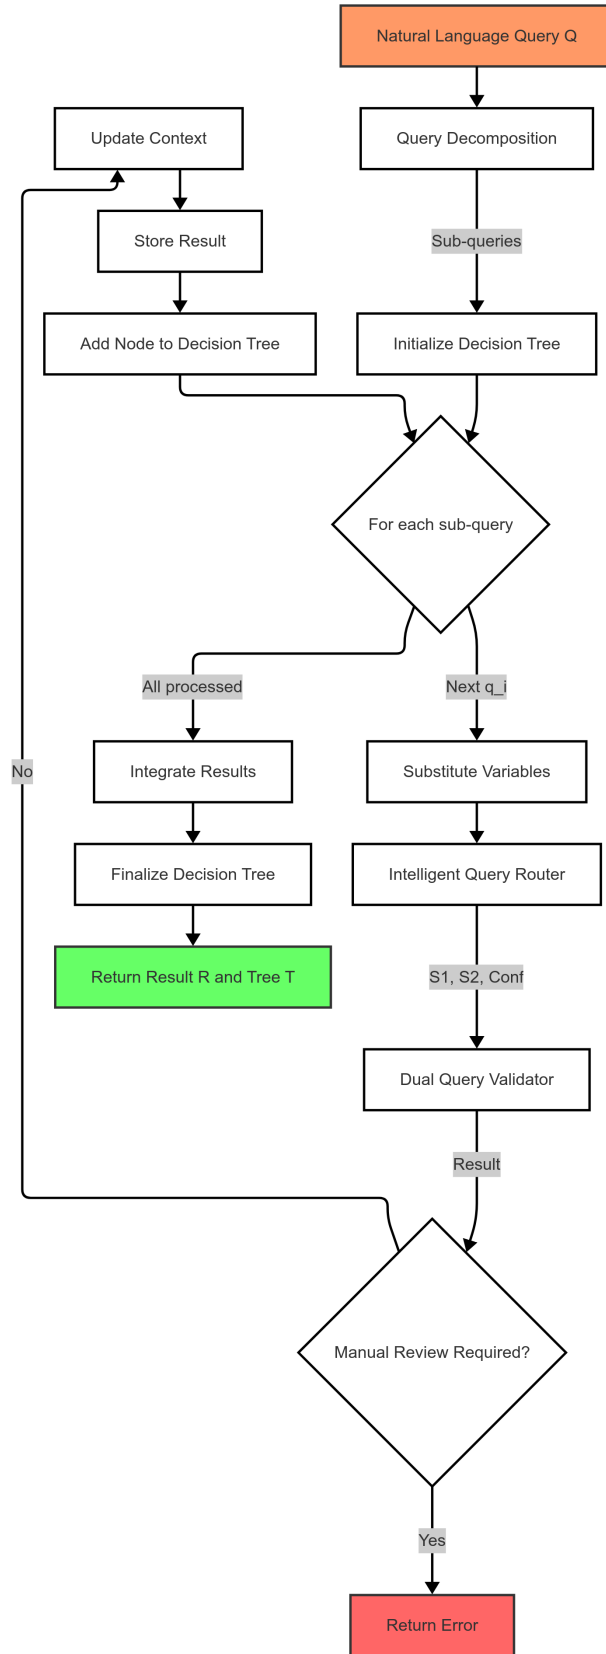 Natural Language Query Q
Update Context
Query Decomposition
Store Result
Sub-queries
Add Node to Decision Tree
Initialize Decision Tree
For each sub-query
All processed
Next q_i
No
Integrate Results
Substitute Variables
Finalize Decision Tree
Intelligent Query Router
Return Result R and Tree T
S1, S2, Conf
Dual Query Validator
Result
Manual Review Required?
Yes
Return Error